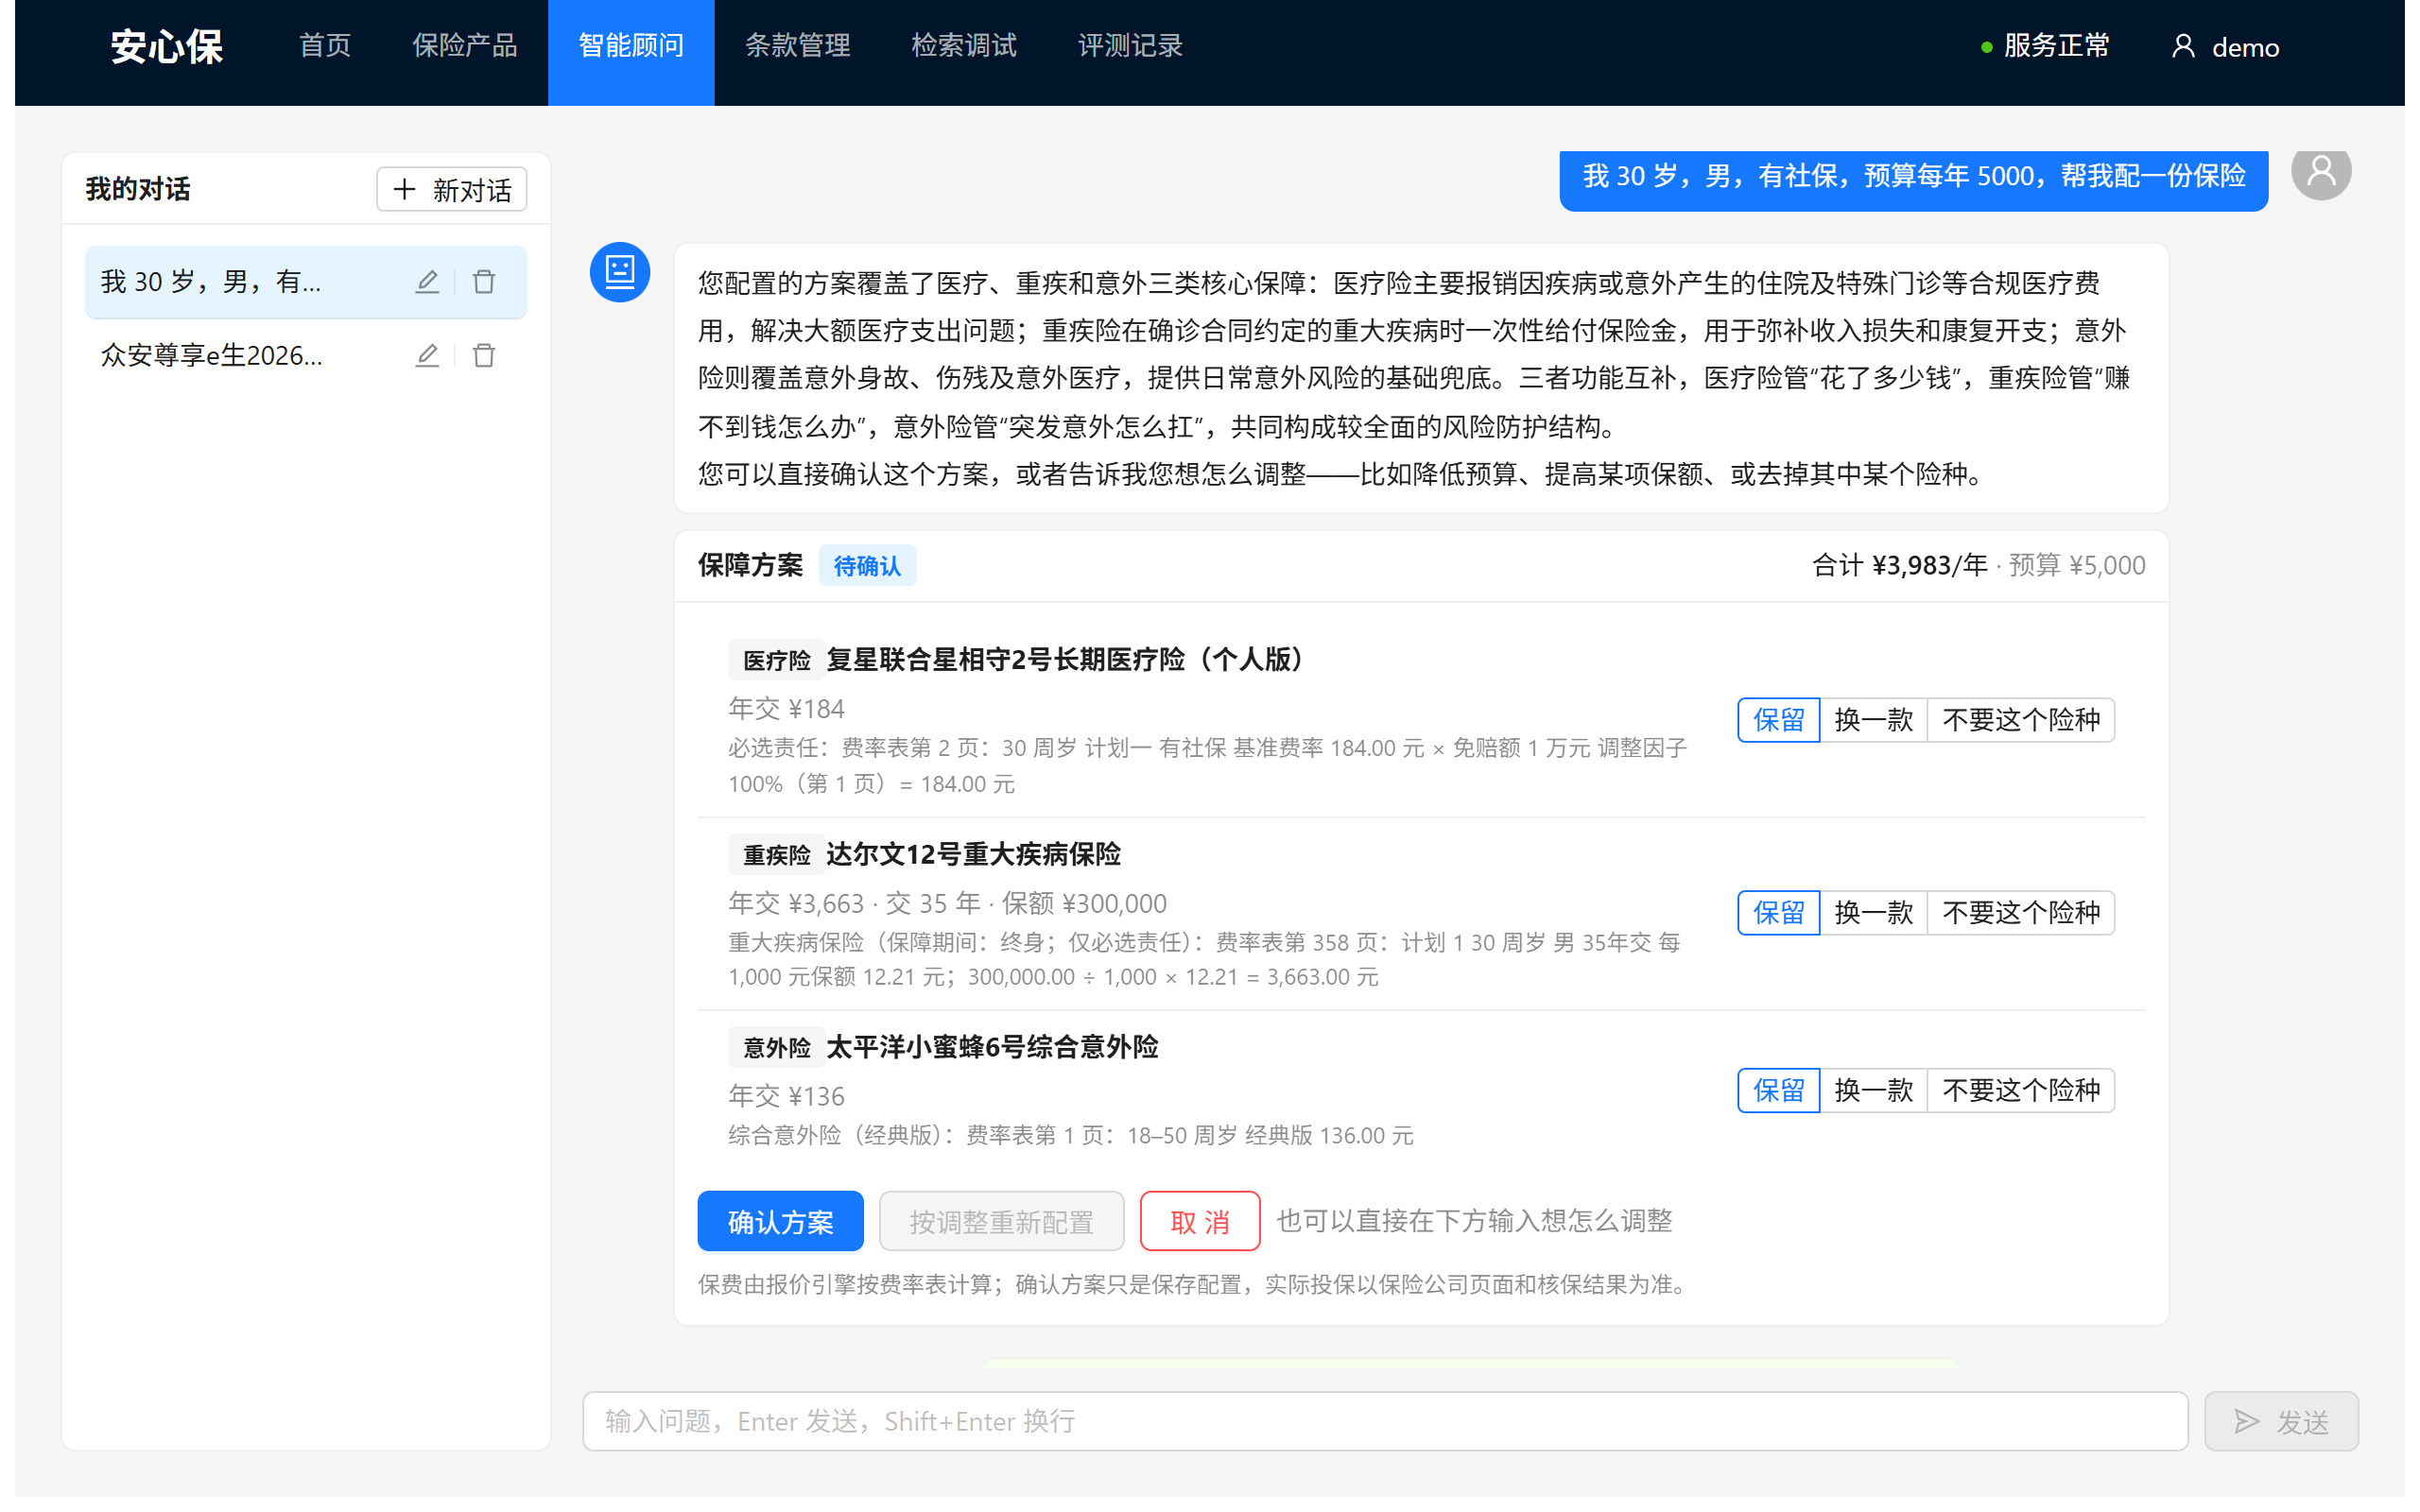 安心保
首页
保险产品
智能顾问
条款管理
检索调试
评测记录
服务正常
demo
我的对话
新对话
我 30 岁，男，有...
众安尊享e生2026...
我 30 岁，男，有社保，预算每年 5000，帮我配一份保险
您配置的方案覆盖了医疗、重疾和意外三类核心保障：医疗险主要报销因疾病或意外产生的住院及特殊门诊等合规医疗费
用，解决大额医疗支出问题；重疾险在确诊合同约定的重大疾病时一次性给付保险金，用于弥补收入损失和康复开支；意外
险则覆盖意外身故、伤残及意外医疗，提供日常意外风险的基础兜底。三者功能互补，医疗险管“花了多少钱”，重疾险管“赚
不到钱怎么办”，意外险管“突发意外怎么扛”，共同构成较全面的风险防护结构。
您可以直接确认这个方案，或者告诉我您想怎么调整——比如降低预算、提高某项保额、或去掉其中某个险种。
保障方案 待确认 合计 ¥3,983/年 · 预算 ¥5,000
医疗险 复星联合星相守2号长期医疗险（个人版）
年交 ¥184
必选责任：费率表第 2 页：30 周岁 计划一 有社保 基准费率 184.00 元 × 免赔额 1 万元 调整因子
100%（第 1 页）= 184.00 元
保留 换一款 不要这个险种
重疾险 达尔文12号重大疾病保险
年交 ¥3,663 · 交 35 年 · 保额 ¥300,000
重大疾病保险（保障期间：终身；仅必选责任）：费率表第 358 页：计划 1 30 周岁 男 35年交 每
1,000 元保额 12.21 元；300,000.00 ÷ 1,000 × 12.21 = 3,663.00 元
保留 换一款 不要这个险种
意外险 太平洋小蜜蜂6号综合意外险
年交 ¥136
综合意外险（经典版）：费率表第 1 页：18–50 周岁 经典版 136.00 元
保留 换一款 不要这个险种
确认方案 按调整重新配置 取 消 也可以直接在下方输入想怎么调整
保费由报价引擎按费率表计算；确认方案只是保存配置，实际投保以保险公司页面和核保结果为准。
输入问题，Enter 发送，Shift+Enter 换行
发送